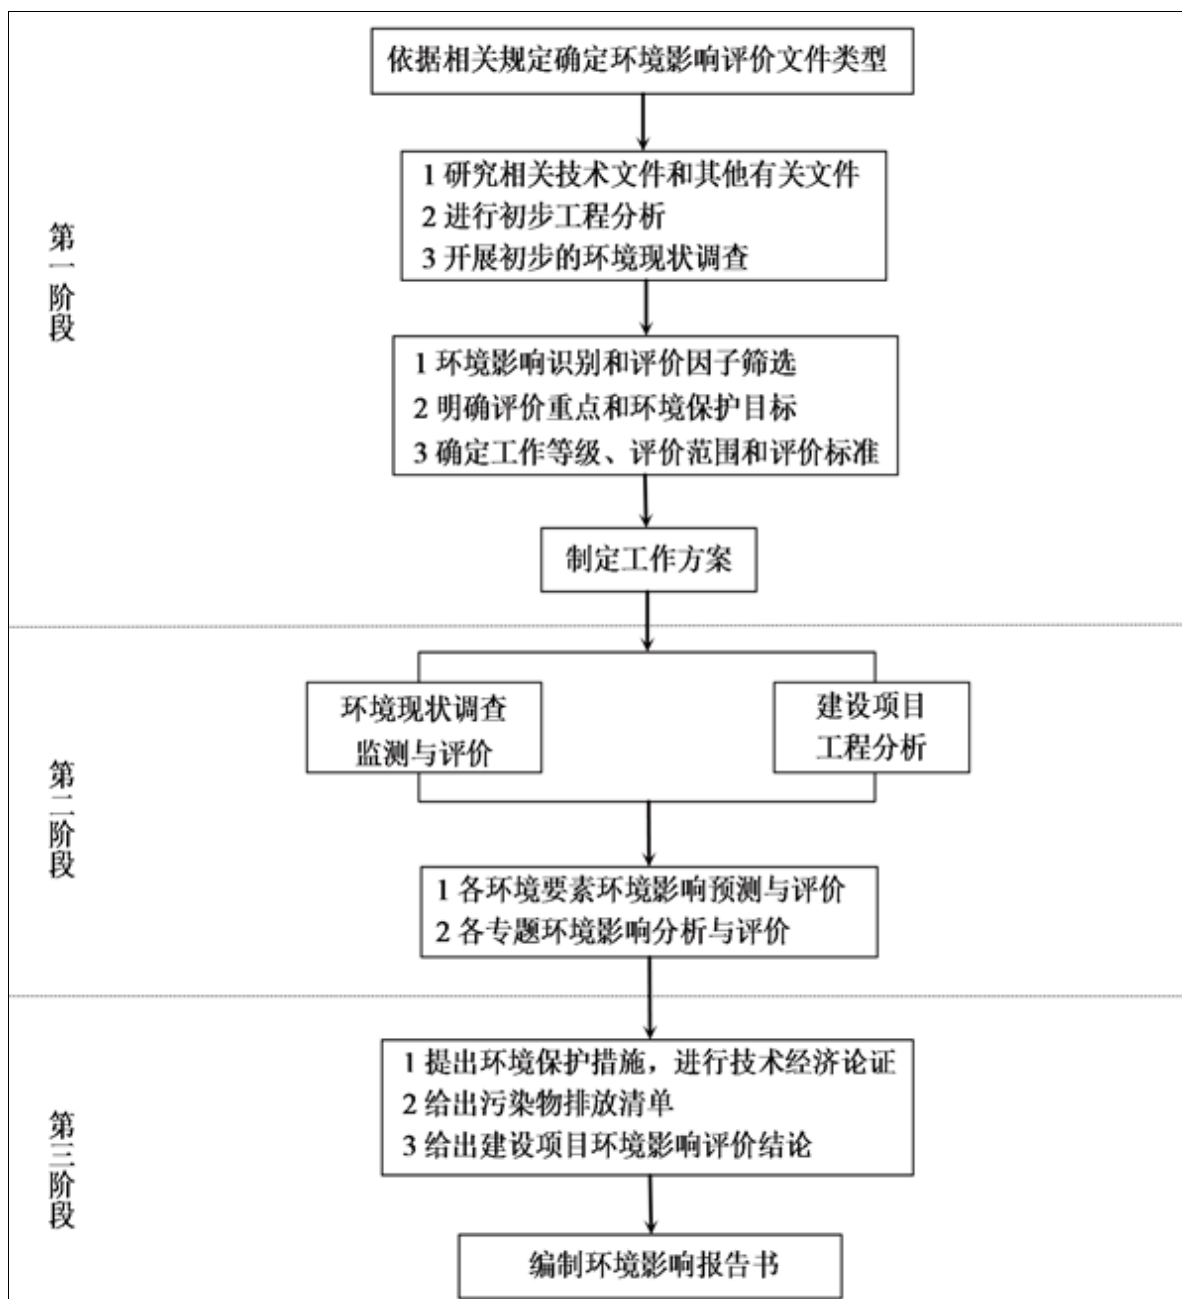 依据相关规定确定环境影响评价文件类型
1 研究相关技术文件和其他有关文件
2 进行初步工程分析
3 开展初步的环境现状调查
第一阶段
1 环境影响识别和评价因子筛选
2 明确评价重点和环境保护目标
3 确定工作等级、评价范围和评价标准
制定工作方案
环境现状调查
监测与评价
建设项目
工程分析
第二阶段
1 各环境要素环境影响预测与评价
2 各专题环境影响分析与评价
1 提出环境保护措施，进行技术经济论证
2 给出污染物排放清单
3 给出建设项目环境影响评价结论
第三阶段
编制环境影响报告书